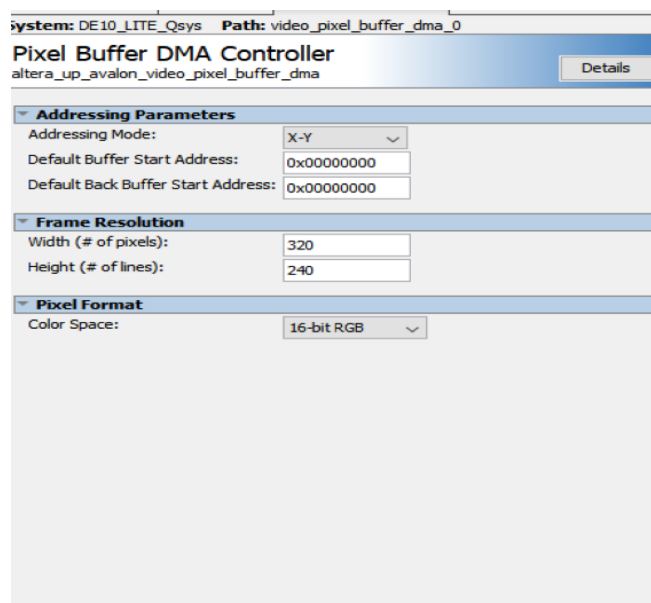 System: DE10_LITE_Qsys Path: video_pixel_buffer_dma_0
Pixel Buffer DMA Controller
altera_up_avalon_video_pixel_buffer_dma
Details
Addressing Parameters
Addressing Mode: X-Y
Default Buffer Start Address: 0x00000000
Default Back Buffer Start Address: 0x00000000
Frame Resolution
Width (# of pixels): 320
Height (# of lines): 240
Pixel Format
Color Space: 16-bit RGB